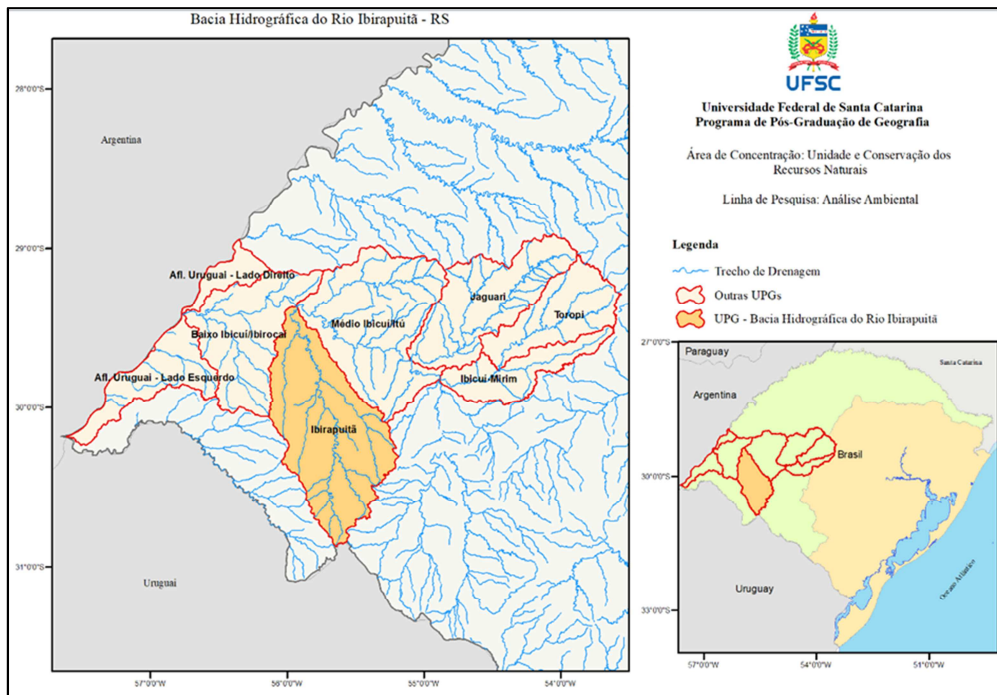 Bacia Hidrográfica do Rio Ibirapuitã - RS
28°0'0"S
29°0'0"S
30°0'0"S
31°0'0"S
57°0'0"W
56°0'0"W
55°0'0"W
54°0'0"W
Argentina
Uruguai
Afl. Uruguai - Lado Direito
Jaguari
Toropi
Médio Ibicuí/Itú
Baixo Ibicuí/Ibirocaí
Afl. Uruguai - Lado Esquerdo
Ibicuí-Mirim
Ibirapuitã
UFSC
Universidade Federal de Santa Catarina
Programa de Pós-Graduação de Geografia
Área de Concentração: Unidade e Conservação dos
Recursos Naturais
Linha de Pesquisa: Análise Ambiental
Legenda
Trecho de Drenagem
Outras UPGs
UPG - Bacia Hidrográfica do Rio Ibirapuitã
27°0'0"S
30°0'0"S
33°0'0"S
57°0'0"W
54°0'0"W
51°0'0"W
Paraguay
Santa Catarina
Argentina
Brasil
Uruguay
Oceano Atlântico